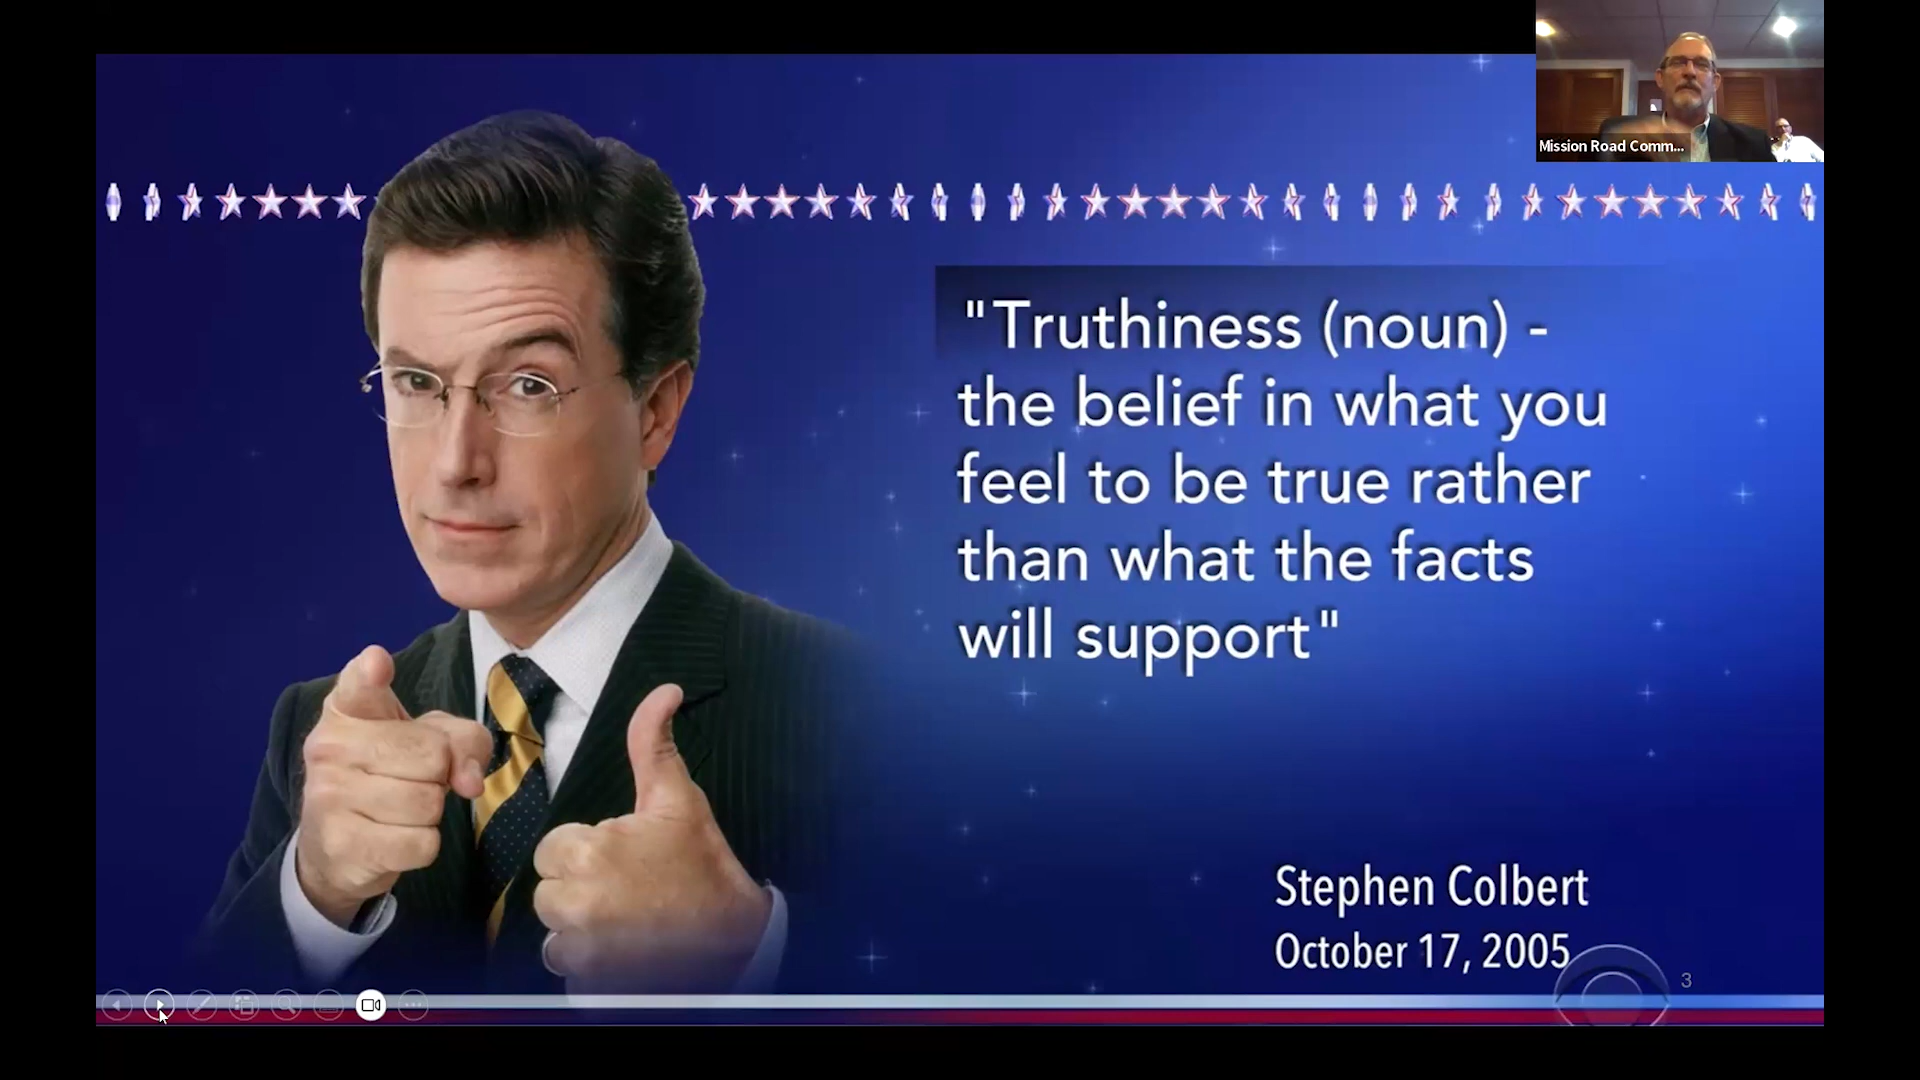 Mission Road Comm...
"Truthiness (noun) -
the belief in what you
feel to be true rather
than what the facts
will support"
Stephen Colbert
October 17, 2005
3